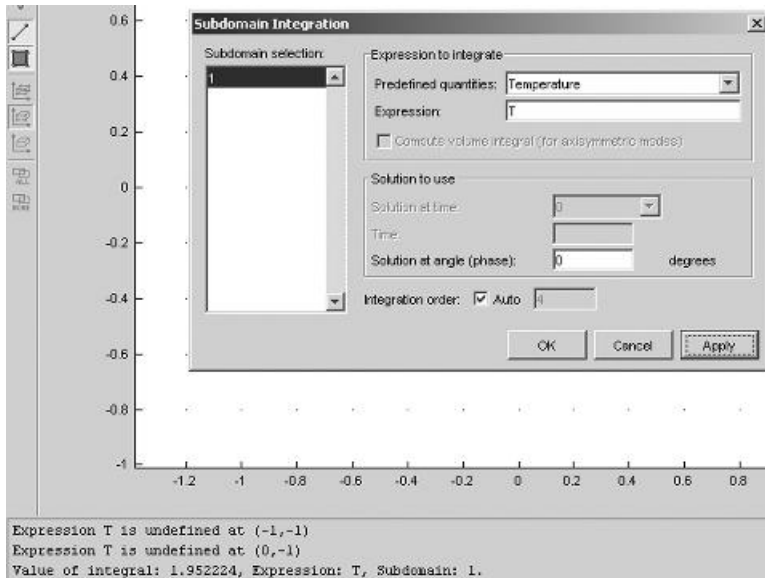 Subdomain Integration
Subdomain selection:
1
Expression to integrate
Predefined quantities: Temperature
Expression: T
Compute volume integral (for axisymmetric modes)
Solution to use
Solution at time: 0
Time:
Solution at angle (phase): 0 degrees
Integration order: Auto 4
OK Cancel Apply
0.6
0.4
0.2
0
-0.2
-0.4
-0.6
-0.8
-1
-1.2 -1 -0.8 -0.6 -0.4 -0.2 0 0.2 0.4 0.6 0.8
Expression T is undefined at (-1,-1)
Expression T is undefined at (0,-1)
Value of integral: 1.952224, Expression: T, Subdomain: 1.